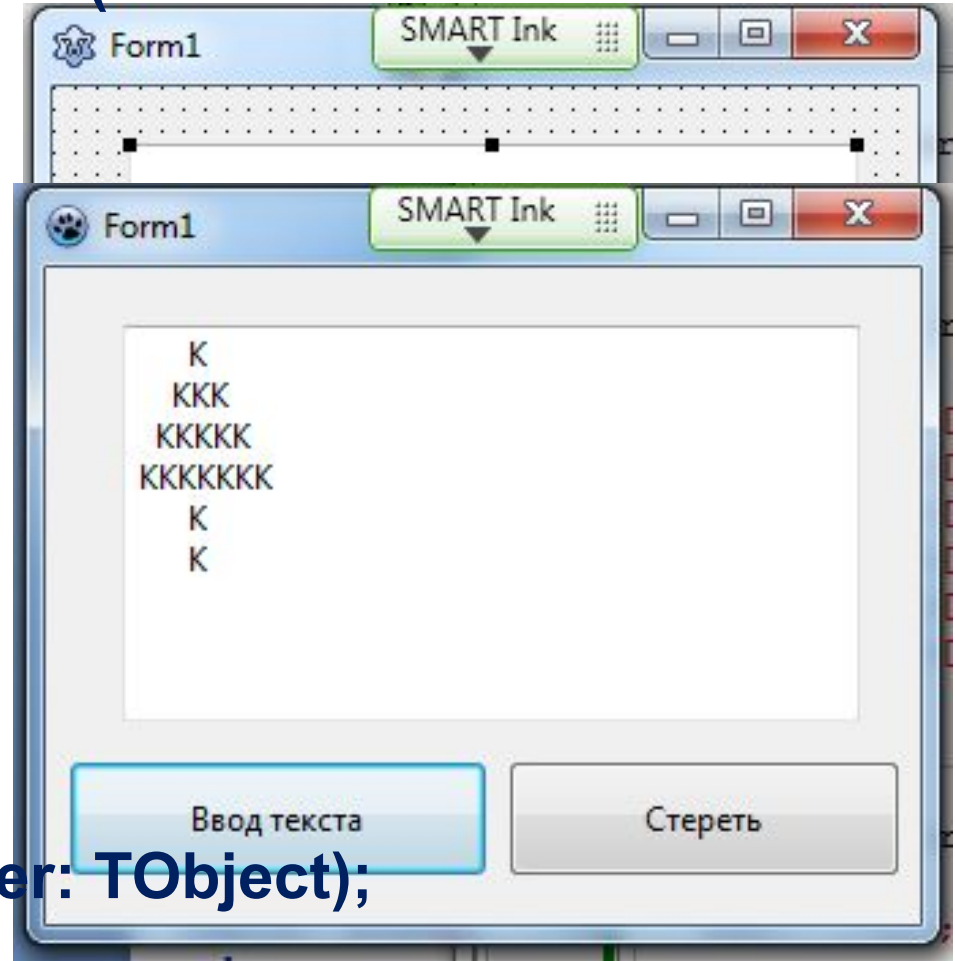 Form1 SMART Ink
Form1 SMART Ink
K
KKK
KKKKK
KKKKKKK
K
K
Ввод текста Стереть
er: TObject);